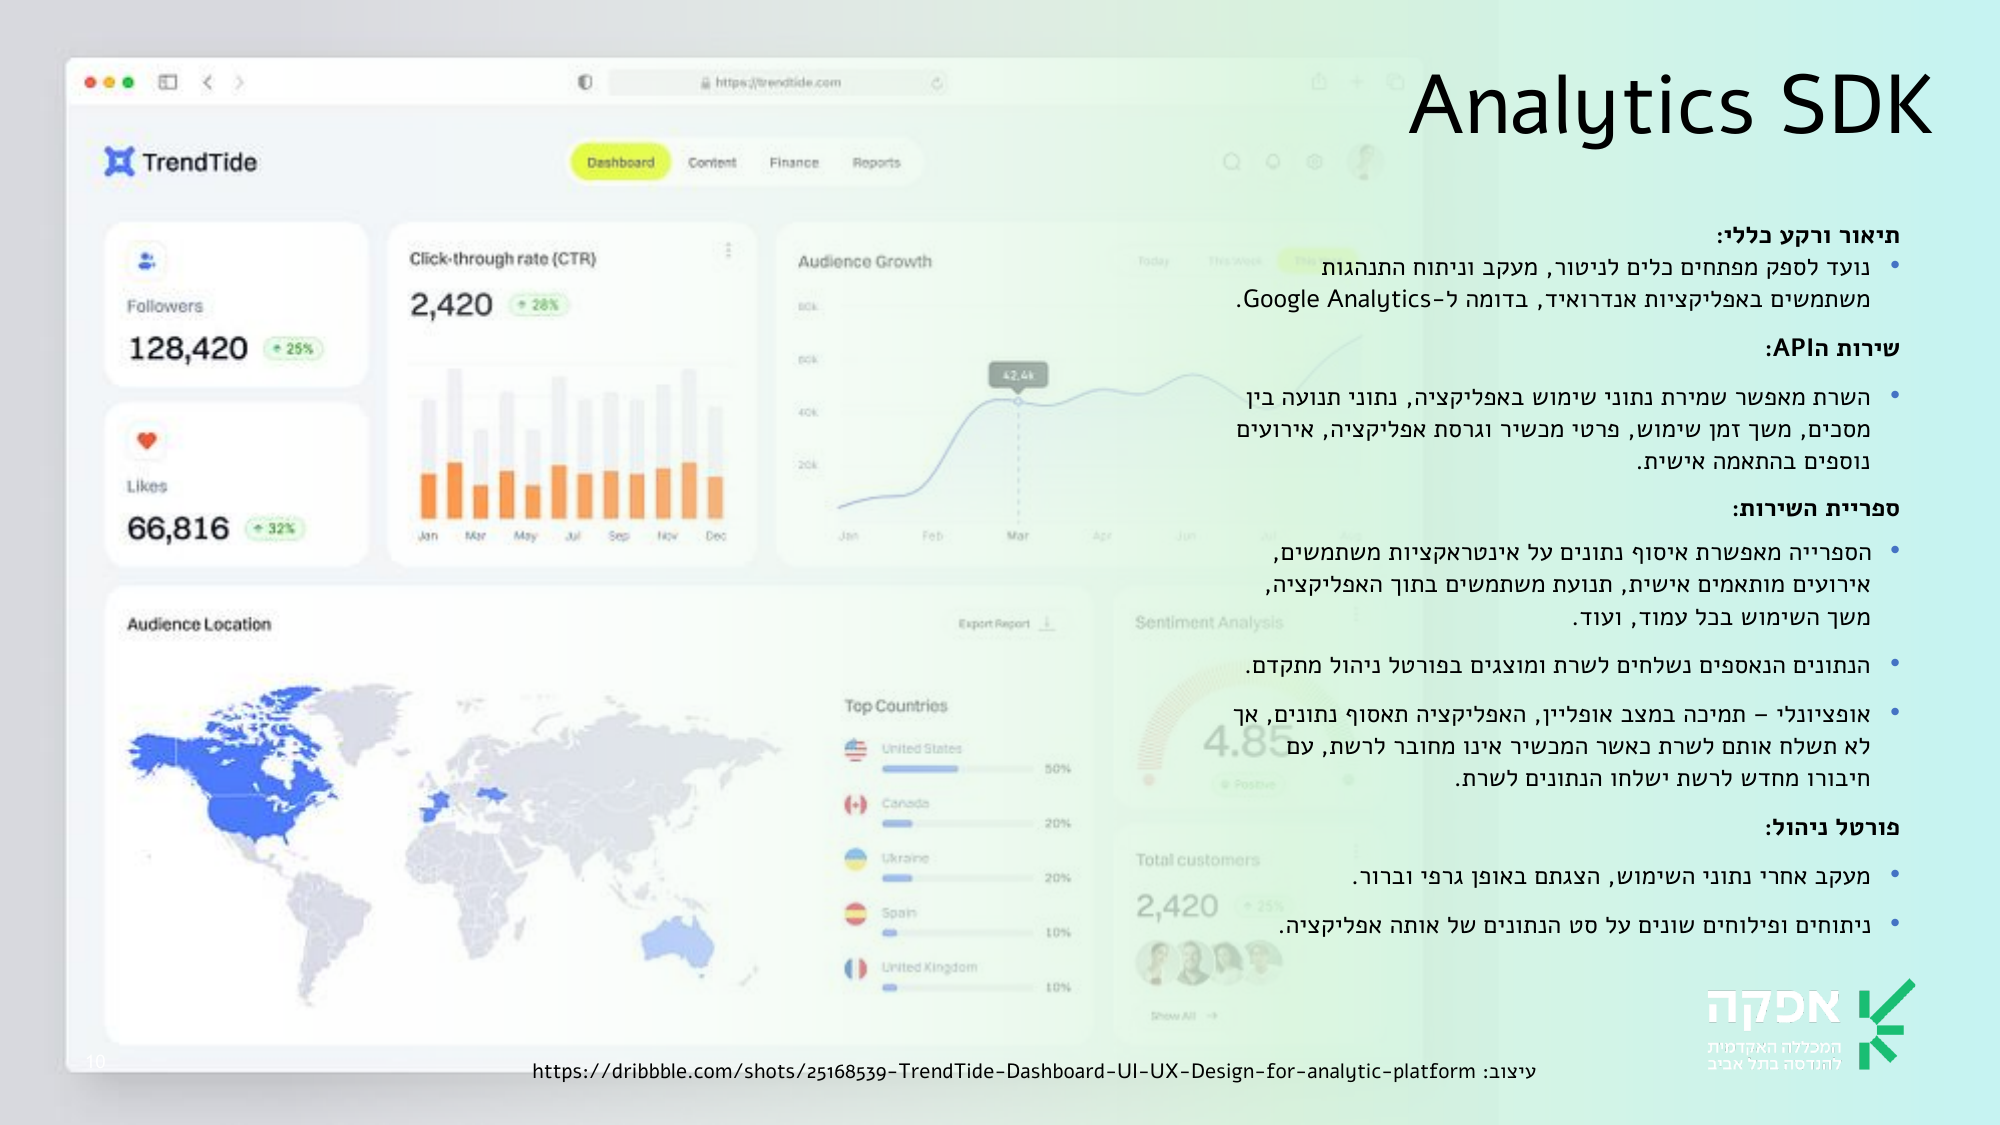 Analytics SDK
תיאור ורקע כללי:
• נועד לספק מפתחים כלים לניטור, מעקב וניתוח התנהגות
משתמשים באפליקציות אנדרואיד, בדומה ל-Google Analytics.
שירות הAPI:
• השרת מאפשר שמירת נתוני שימוש באפליקציה, נתוני תנועה בין
מסכים, משך זמן שימוש, פרטי מכשיר וגרסת אפליקציה, אירועים
נוספים בהתאמה אישית.
ספריית השירות:
• הספרייה מאפשרת איסוף נתונים על אינטראקציות משתמשים,
אירועים מותאמים אישית, תנועת משתמשים בתוך האפליקציה,
משך השימוש בכל עמוד, ועוד.
• הנתונים הנאספים נשלחים לשרת ומוצגים בפורטל ניהול מתקדם.
• אופציונלי – תמיכה במצב אופליין, האפליקציה תאסוף נתונים, אך
לא תשלח אותם לשרת כאשר המכשיר אינו מחובר לרשת, עם
חיבורו מחדש לרשת ישלחו הנתונים לשרת.
פורטל ניהול:
• מעקב אחרי נתוני השימוש, הצגתם באופן גרפי וברור.
• ניתוחים ופילוחים שונים על סט הנתונים של אותה אפליקציה.
https://trendtide.com
TrendTide
Dashboard Content Finance Reports
Followers
128,420 25%
Likes
66,816 32%
Click-through rate (CTR)
2,420 28%
Jan Mar May Jul Sep Nov Dec
Audience Growth
Today This Week
80k
60k
40k
20k
42,4k
Jan Feb Mar Apr Jun Jul Aug
Audience Location
Export Report
Top Countries
United States
50%
Canada
20%
Ukraine
20%
Spain
10%
United Kingdom
10%
Sentiment Analysis
4.85
Positive
Total customers
2,420 25%
Show All
אפקה
המכללה האקדמית
להנדסה בתל אביב
10
עיצוב: https://dribbble.com/shots/25168539-TrendTide-Dashboard-UI-UX-Design-for-analytic-platform